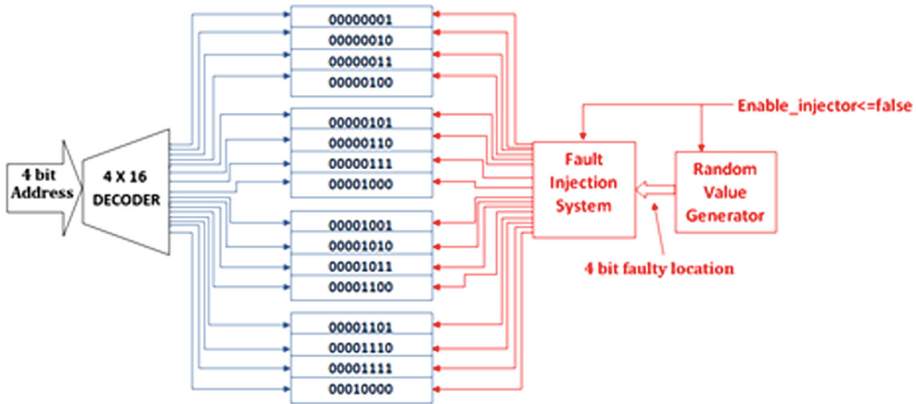 4 bit
Address
4 X 16
DECODER
00000001
00000010
00000011
00000100
00000101
00000110
00000111
00001000
00001001
00001010
00001011
00001100
00001101
00001110
00001111
00010000
Fault
Injection
System
Enable_injector<=false
Random
Value
Generator
4 bit faulty location